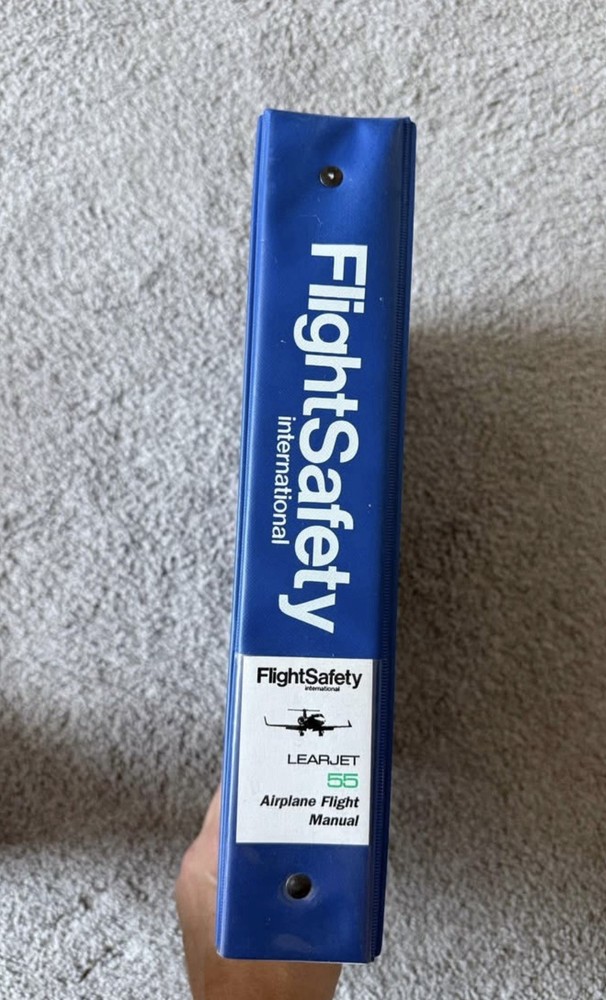 FlightSafety
international
FlightSafety
international
LEARJET
55
Airplane Flight
Manual